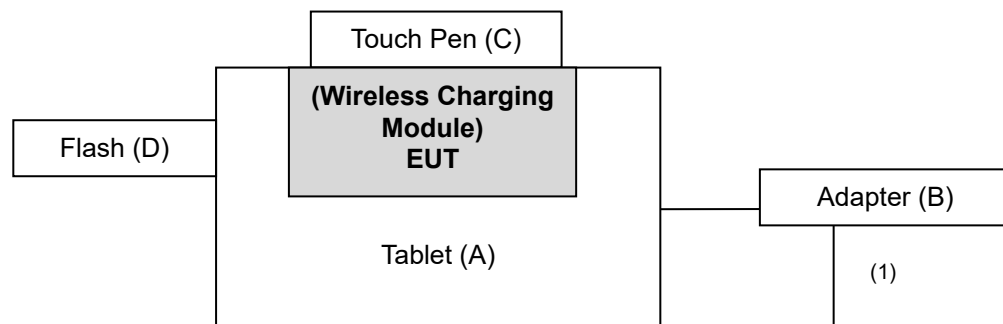 Touch Pen (C)
(Wireless Charging
Module)
EUT
Flash (D)
Adapter (B)
Tablet (A)
(1)